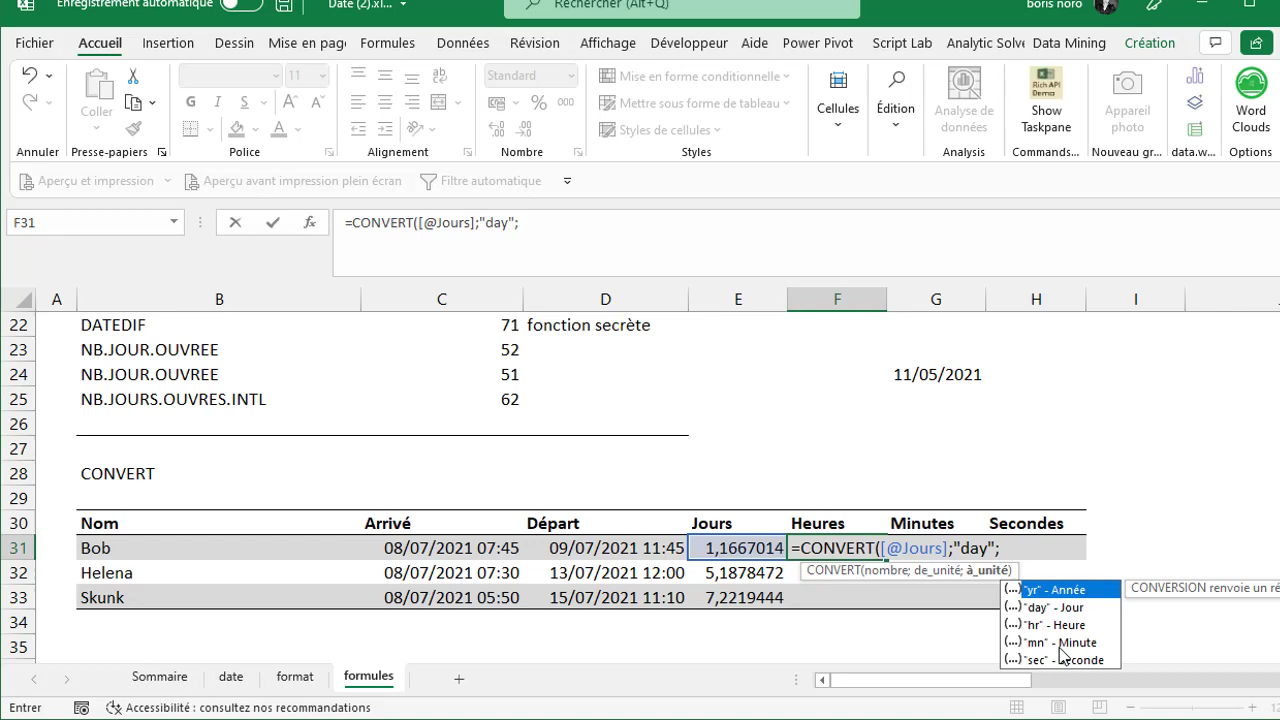 Enregistrement automatique
Date (2).xl...
Rechercher (Alt+Q)
boris noro
Fichier Accueil Insertion Dessin Mise en page Formules Données Révision Affichage Développeur Aide Power Pivot Script Lab Analytic Solve Data Mining Création
11 Standard
Coller
G I S
% 000
Mise en forme conditionnelle
Mettre sous forme de tableau
Styles de cellules
Cellules
Édition
Analyse de données
Rich API Demo
Show Taskpane
Appareil photo
Word Clouds
Annuler Presse-papiers Police Alignement Nombre Styles Analysis Commands... Nouveau gr... data.w... Options
Aperçu et impression Aperçu avant impression plein écran Filtre automatique
F31 fx =CONVERT([@Jours];"day";
A B C D E F G H I
22 DATEDIF 71 fonction secrète
23 NB.JOUR.OUVREE 52
24 NB.JOUR.OUVREE 51 11/05/2021
25 NB.JOURS.OUVRES.INTL 62
26
27
28 CONVERT
29
30 Nom Arrivé Départ Jours Heures Minutes Secondes
31 Bob 08/07/2021 07:45 09/07/2021 11:45 1,1667014 =CONVERT([@Jours];"day";
32 Helena 08/07/2021 07:30 13/07/2021 12:00 5,1878472
CONVERT(nombre; de_unité; à_unité)
33 Skunk 08/07/2021 05:50 15/07/2021 11:10 7,2219444
(...)"yr" - Année
CONVERSION renvoie un ré
(...)"day" - Jour
(...)"hr" - Heure
(...)"mn" - Minute
(...)"sec" - Seconde
34
35
Sommaire date format formules
Entrer Accessibilité : consultez nos recommandations